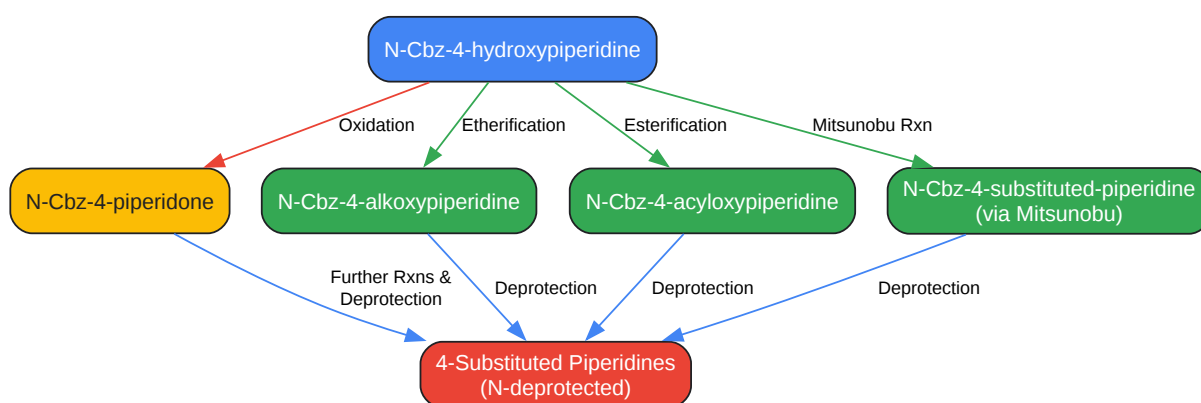 N-Cbz-4-hydroxypiperidine
Oxidation
Etherification
Esterification
Mitsunobu Rxn
N-Cbz-4-piperidone
N-Cbz-4-alkoxypiperidine
N-Cbz-4-acyloxypiperidine
N-Cbz-4-substituted-piperidine
(via Mitsunobu)
Further Rxns &
Deprotection
Deprotection
Deprotection
Deprotection
4-Substituted Piperidines
(N-deprotected)